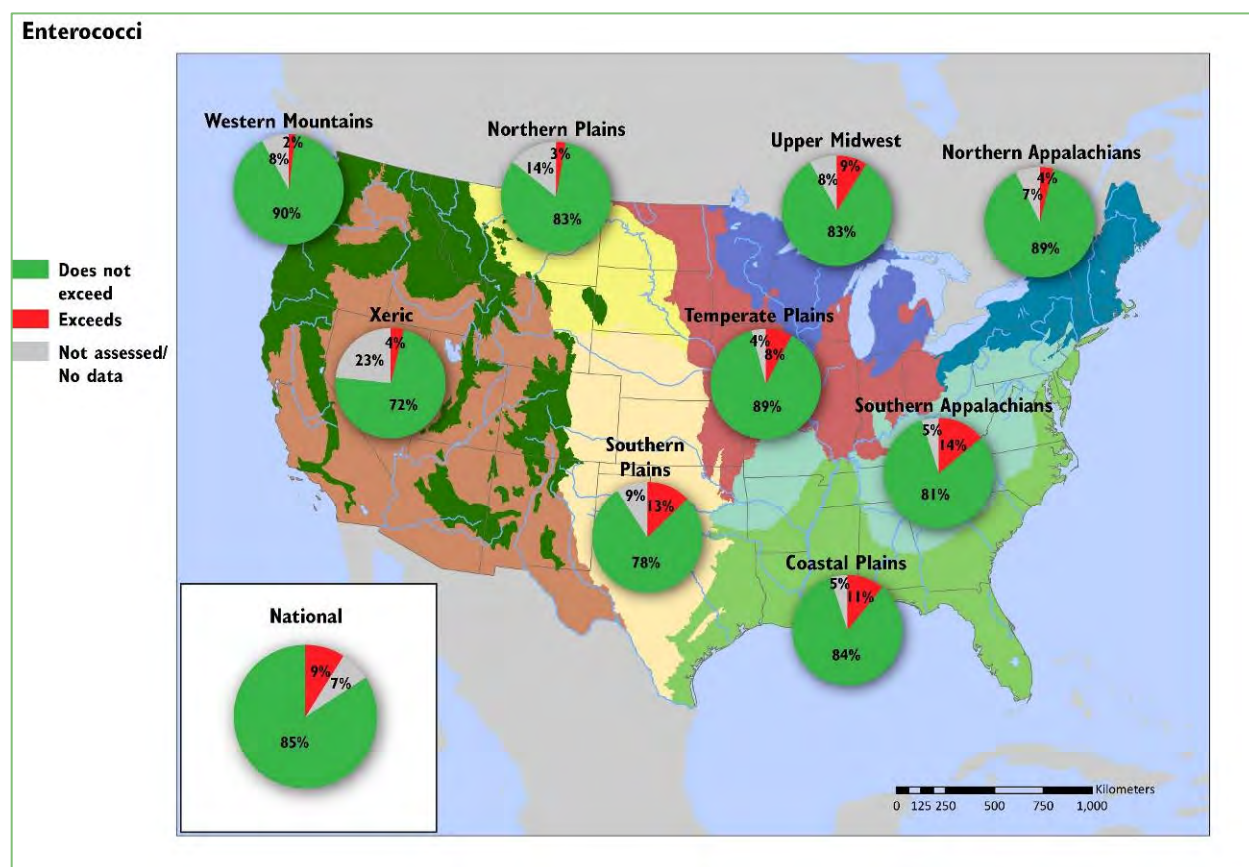 Enterococci
Western Mountains
2%
8%
90%
Northern Plains
3%
14%
83%
Upper Midwest
9%
8%
83%
Northern Appalachians
4%
7%
89%
Does not
exceed
Exceeds
Not assessed/
No data
Xeric
4%
23%
72%
Temperate Plains
4%
8%
89%
Southern Appalachians
5%
14%
81%
Southern
Plains
9%
13%
78%
Coastal Plains
5%
11%
84%
National
9%
7%
85%
Kilometers
0 125 250 500 750 1,000